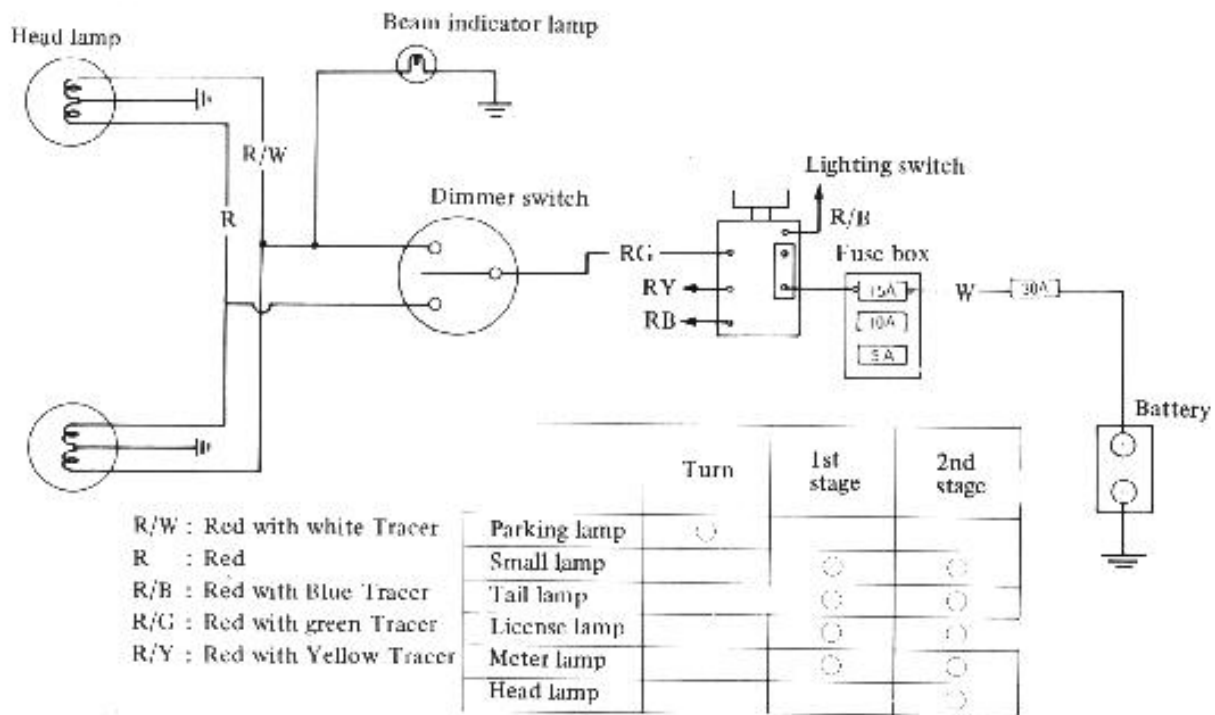 Beam indicator lamp
Head lamp
R/W
Lighting switch
Dimmer switch
R
R/B
RG
Fuse box
RY
15A
W
30A
RB
10A
5A
Battery
Turn
1st stage
2nd stage
R/W : Red with white Tracer
R : Red
R/B : Red with Blue Tracer
R/G : Red with green Tracer
R/Y : Red with Yellow Tracer
Parking lamp
Small lamp
Tail lamp
License lamp
Meter lamp
Head lamp